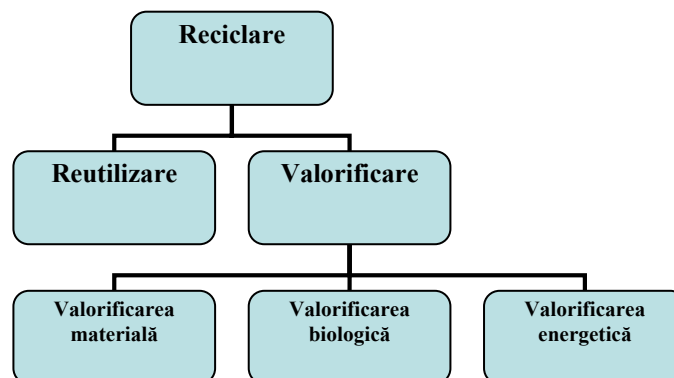 Reciclare
Reutilizare
Valorificare
Valorificarea
materială
Valorificarea
biologică
Valorificarea
energetică